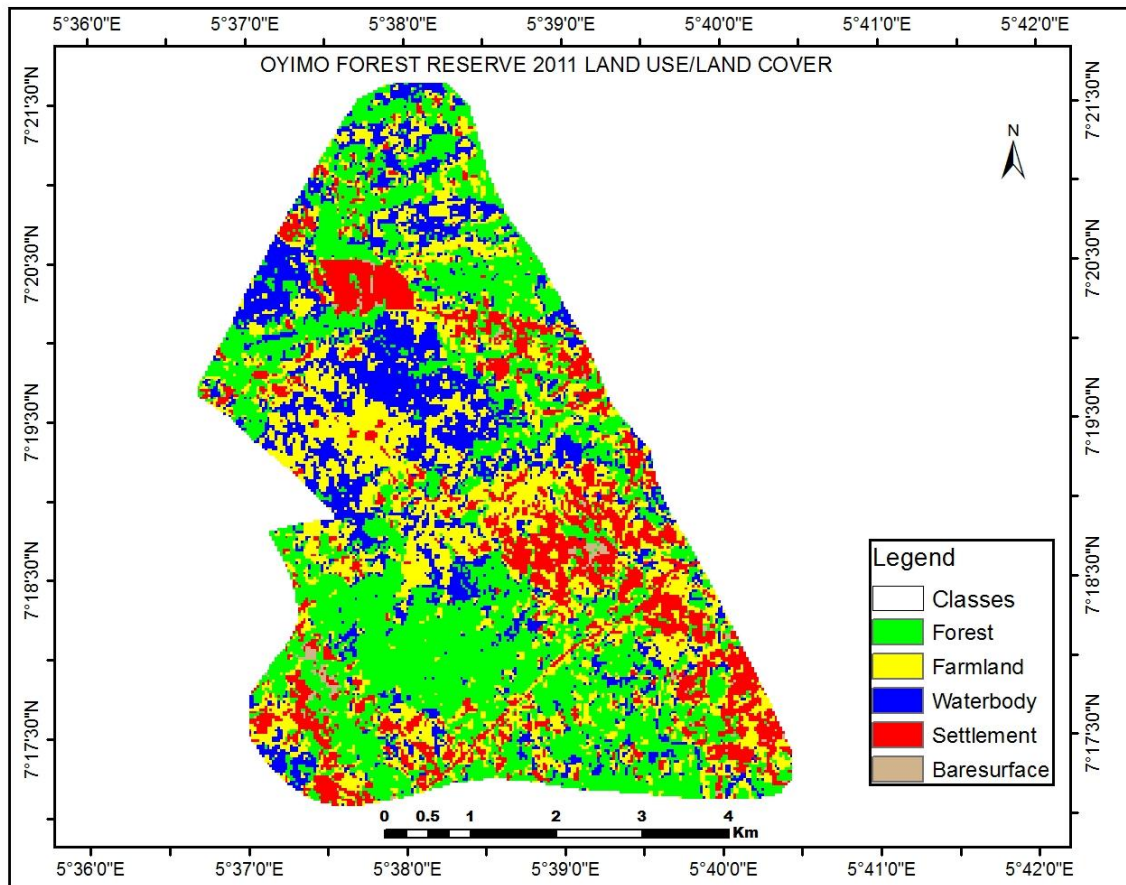 5°36'0"E 5°37'0"E 5°38'0"E 5°39'0"E 5°40'0"E 5°41'0"E 5°42'0"E
OYIMO FOREST RESERVE 2011 LAND USE/LAND COVER
7°21'30"N
7°20'30"N
7°19'30"N
7°18'30"N
7°17'30"N
N
7°21'30"N
7°20'30"N
7°19'30"N
7°18'30"N
7°17'30"N
Legend
Classes
Forest
Farmland
Waterbody
Settlement
Baresurface
0 0.5 1 2 3 4
Km
5°36'0"E 5°37'0"E 5°38'0"E 5°39'0"E 5°40'0"E 5°41'0"E 5°42'0"E